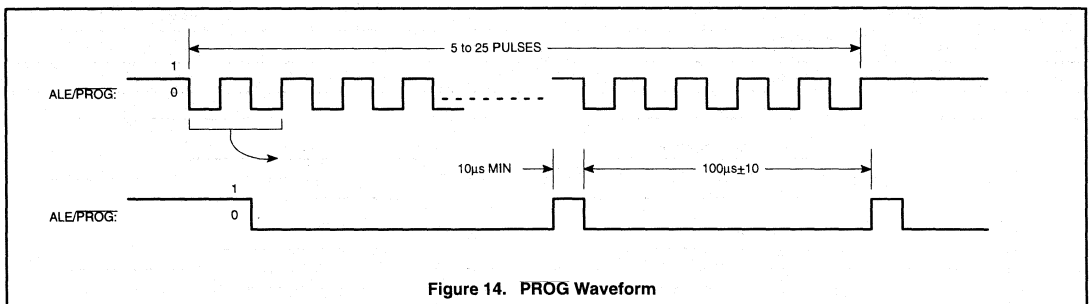 5 to 25 PULSES
1
ALE/PROG:
0
10µs MIN
100µs±10
1
ALE/PROG:
0
Figure 14. PROG Waveform